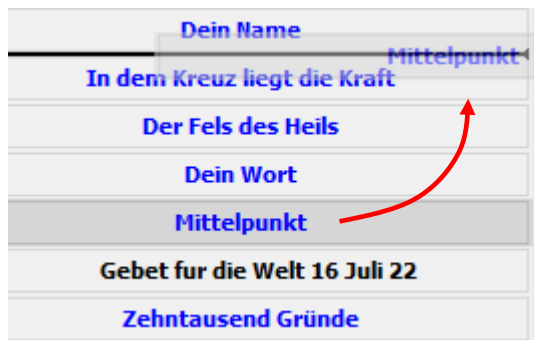 Dein Name
Mittelpunkt
In dem Kreuz liegt die Kraft
Der Fels des Heils
Dein Wort
Mittelpunkt
Gebet fur die Welt 16 Juli 22
Zehntausend Gründe